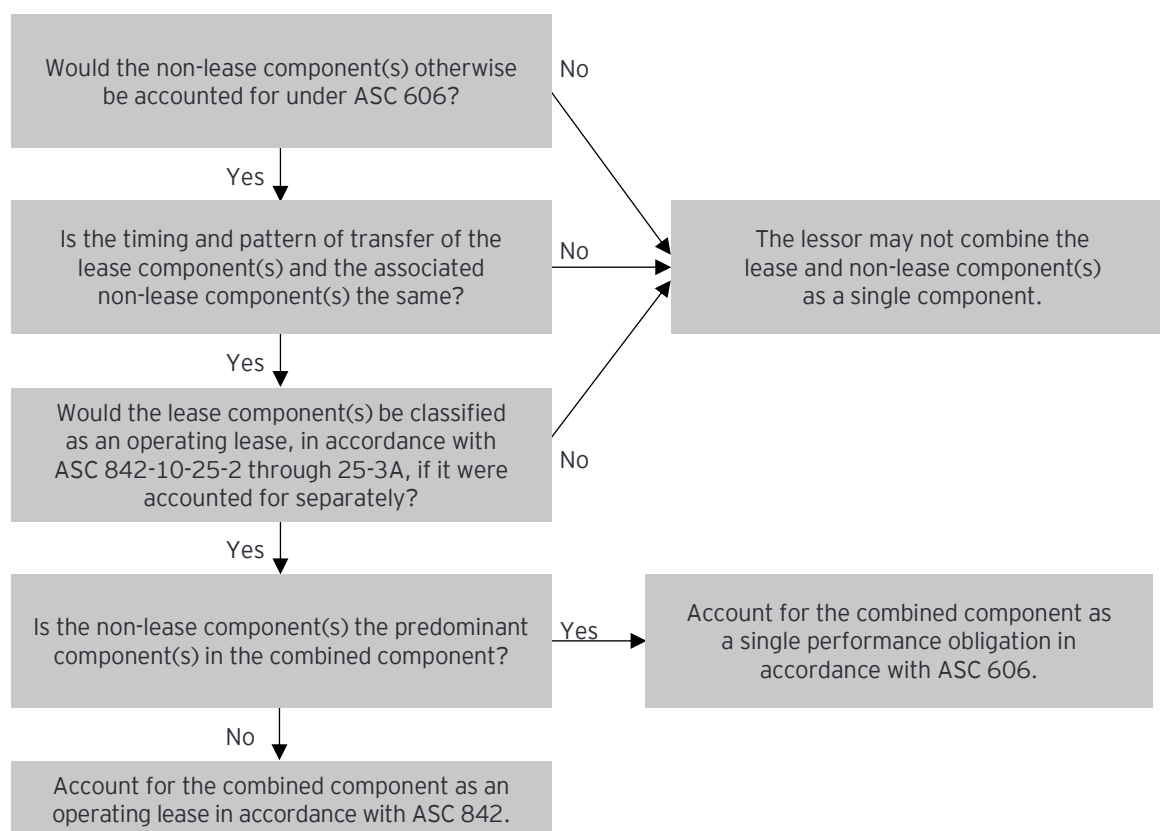 Would the non-lease component(s) otherwise
be accounted for under ASC 606?
No
Yes
Is the timing and pattern of transfer of the
lease component(s) and the associated
non-lease component(s) the same?
No
The lessor may not combine the
lease and non-lease component(s)
as a single component.
Yes
Would the lease component(s) be classified
as an operating lease, in accordance with
ASC 842-10-25-2 through 25-3A, if it were
accounted for separately?
No
Yes
Is the non-lease component(s) the predominant
component(s) in the combined component?
Yes
Account for the combined component as
a single performance obligation in
accordance with ASC 606.
No
Account for the combined component as an
operating lease in accordance with ASC 842.